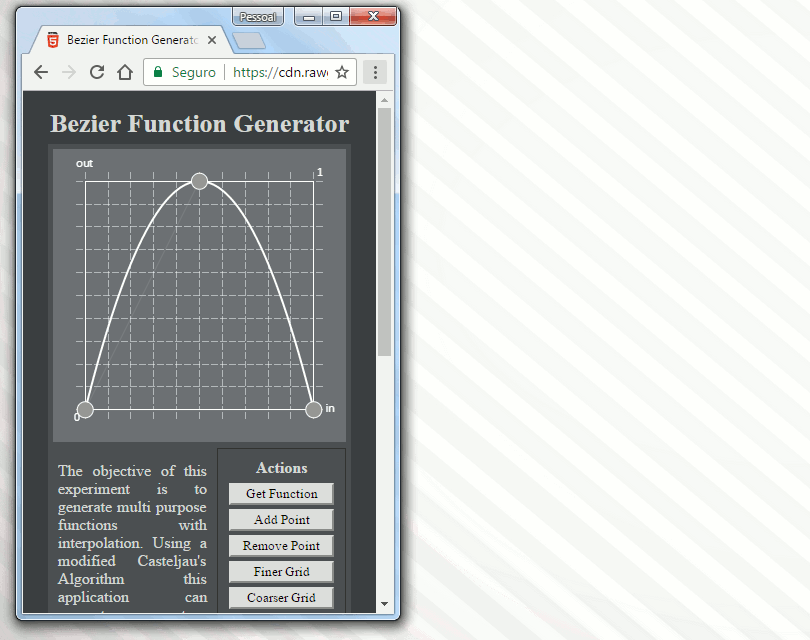 Pessoal
Bezier Function Generato
Seguro
https://cdn.raw
Bezier Function Generator
out
1
0
in
The objective of this
experiment is to
generate multi purpose
functions with
interpolation. Using a
modified Casteljau's
Algorithm this
application can
Actions
Get Function
Add Point
Remove Point
Finer Grid
Coarser Grid